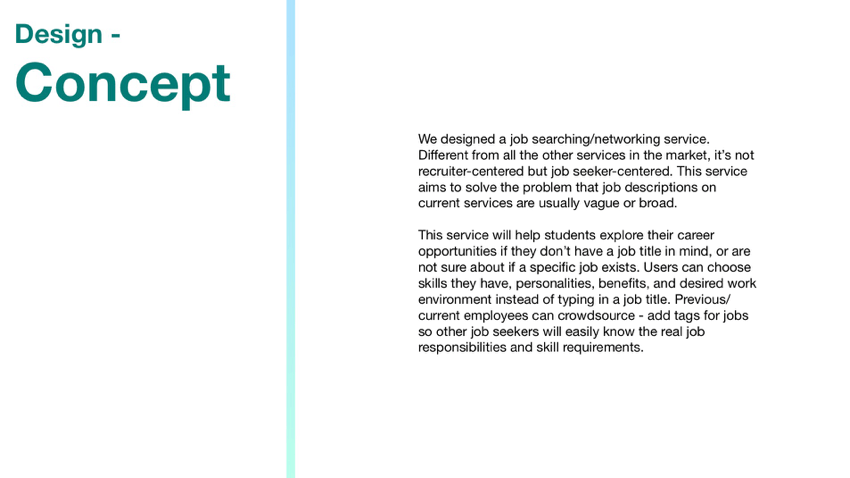 Design -
Concept
We designed a job searching/networking service.
Different from all the other services in the market, it’s not
recruiter-centered but job seeker-centered. This service
aims to solve the problem that job descriptions on
current services are usually vague or broad.
This service will help students explore their career
opportunities if they don’t have a job title in mind, or are
not sure about if a specific job exists. Users can choose
skills they have, personalities, benefits, and desired work
environment instead of typing in a job title. Previous/
current employees can crowdsource - add tags for jobs
so other job seekers will easily know the real job
responsibilities and skill requirements.